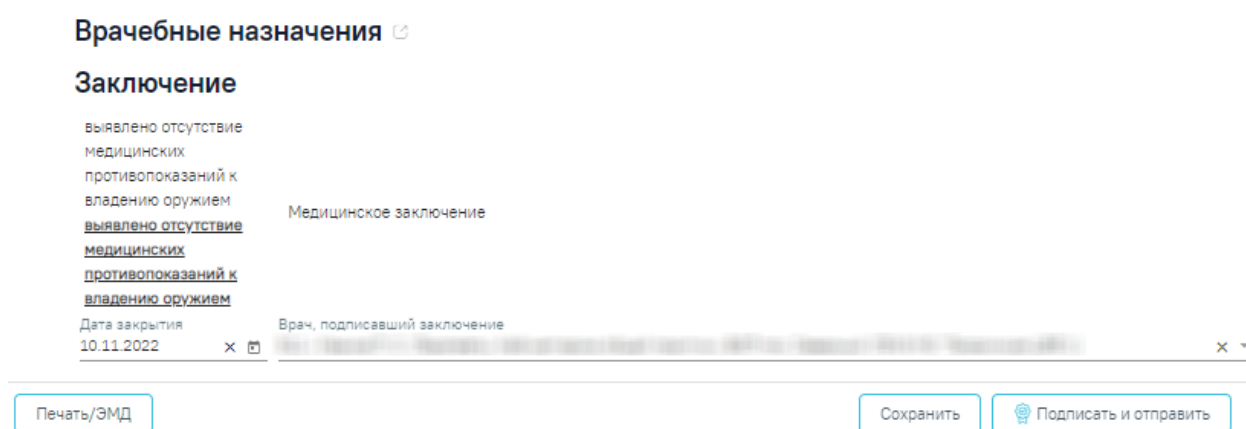 Врачебные назначения
Заключение
выявлено отсутствие
медицинских
противопоказаний к
владению оружием
выявлено отсутствие
медицинских
противопоказаний к
владению оружием
Медицинское заключение
Дата закрытия
10.11.2022
Врач, подписавший заключение
Печать/ЭМД
Сохранить
Подписать и отправить